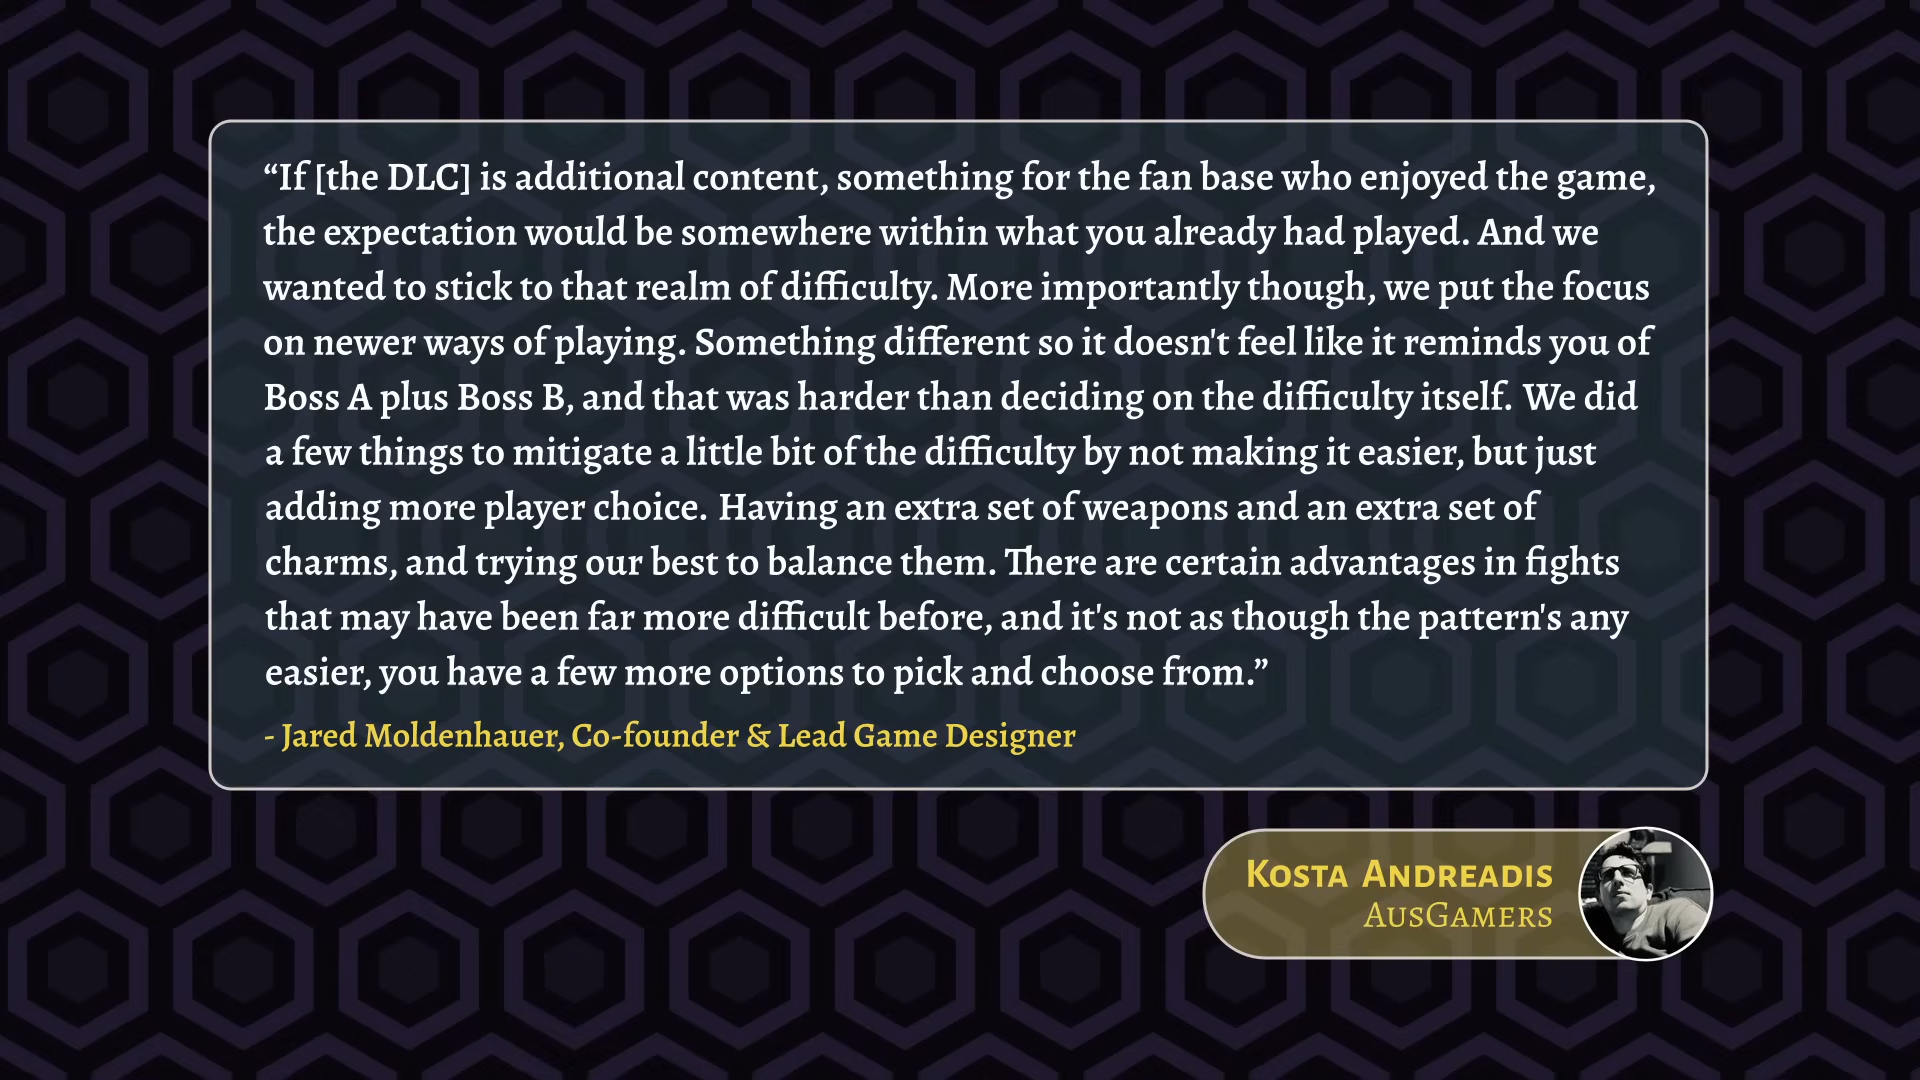 “If [the DLC] is additional content, something for the fan base who enjoyed the game,
the expectation would be somewhere within what you already had played. And we
wanted to stick to that realm of difficulty. More importantly though, we put the focus
on newer ways of playing. Something different so it doesn't feel like it reminds you of
Boss A plus Boss B, and that was harder than deciding on the difficulty itself. We did
a few things to mitigate a little bit of the difficulty by not making it easier, but just
adding more player choice. Having an extra set of weapons and an extra set of
charms, and trying our best to balance them. There are certain advantages in fights
that may have been far more difficult before, and it's not as though the pattern's any
easier, you have a few more options to pick and choose from.”
- Jared Moldenhauer, Co-founder & Lead Game Designer
Kosta Andreadis
AusGamers